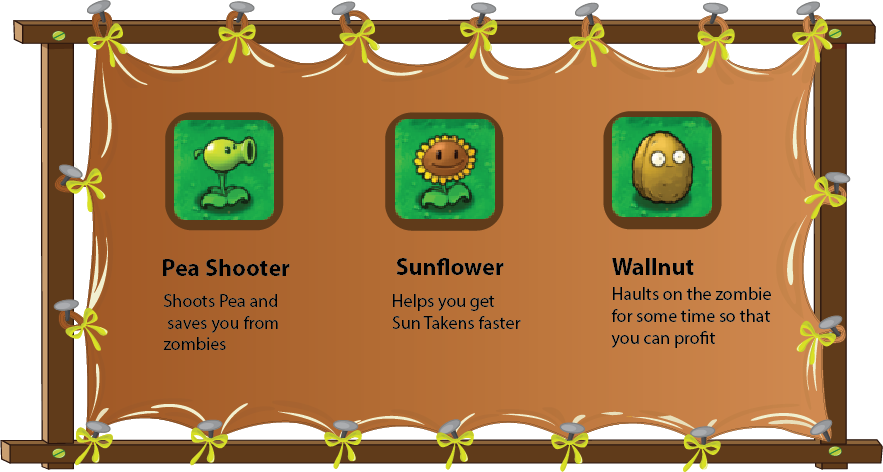 Pea Shooter
Shoots Pea and
saves you from
zombies
Sunflower
Helps you get
Sun Takens faster
Wallnut
Haults on the zombie
for some time so that
you can profit